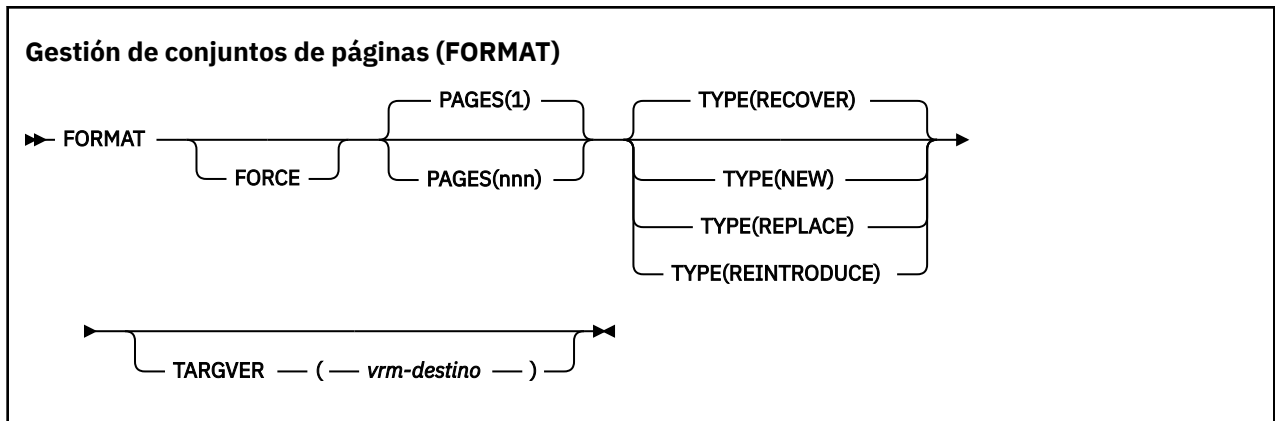 Gestión de conjuntos de páginas (FORMAT)
PAGES(1) TYPE(RECOVER)
FORMAT
FORCE PAGES(nnn) TYPE(NEW)
TYPE(REPLACE)
TYPE(REINTRODUCE)
TARGVER ( vrm-destino )